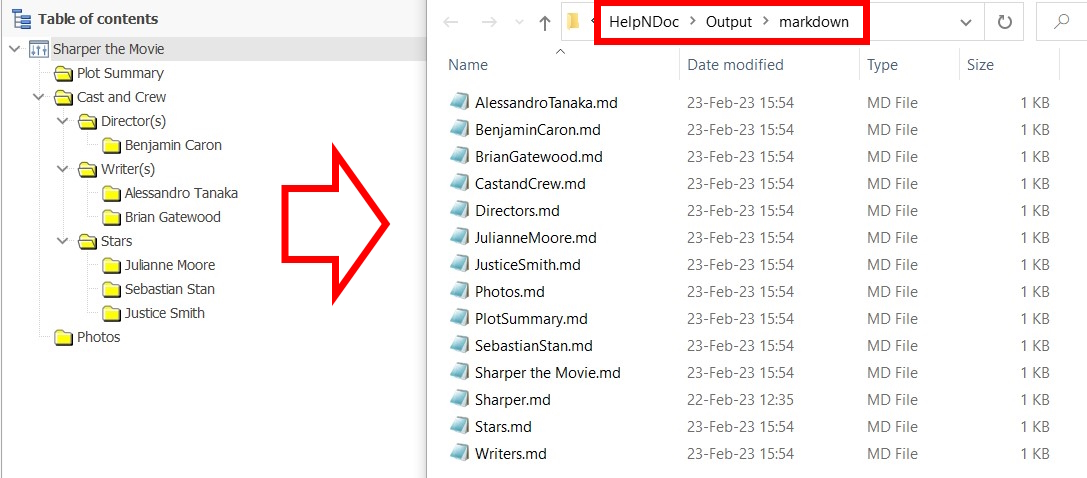 Table of contents
Sharper the Movie
Plot Summary
Cast and Crew
Director(s)
Benjamin Caron
Writer(s)
Alessandro Tanaka
Brian Gatewood
Stars
Julianne Moore
Sebastian Stan
Justice Smith
Photos
HelpNDoc > Output > markdown
Name Date modified Type Size
AlessandroTanaka.md 23-Feb-23 15:54 MD File 1 KB
BenjaminCaron.md 23-Feb-23 15:54 MD File 1 KB
BrianGatewood.md 23-Feb-23 15:54 MD File 1 KB
CastandCrew.md 23-Feb-23 15:54 MD File 1 KB
Directors.md 23-Feb-23 15:54 MD File 1 KB
JulianneMoore.md 23-Feb-23 15:54 MD File 1 KB
JusticeSmith.md 23-Feb-23 15:54 MD File 1 KB
Photos.md 23-Feb-23 15:54 MD File 1 KB
PlotSummary.md 23-Feb-23 15:54 MD File 1 KB
SebastianStan.md 23-Feb-23 15:54 MD File 1 KB
Sharper the Movie.md 23-Feb-23 15:54 MD File 1 KB
Sharper.md 22-Feb-23 12:35 MD File 1 KB
Stars.md 23-Feb-23 15:54 MD File 1 KB
Writers.md 23-Feb-23 15:54 MD File 1 KB